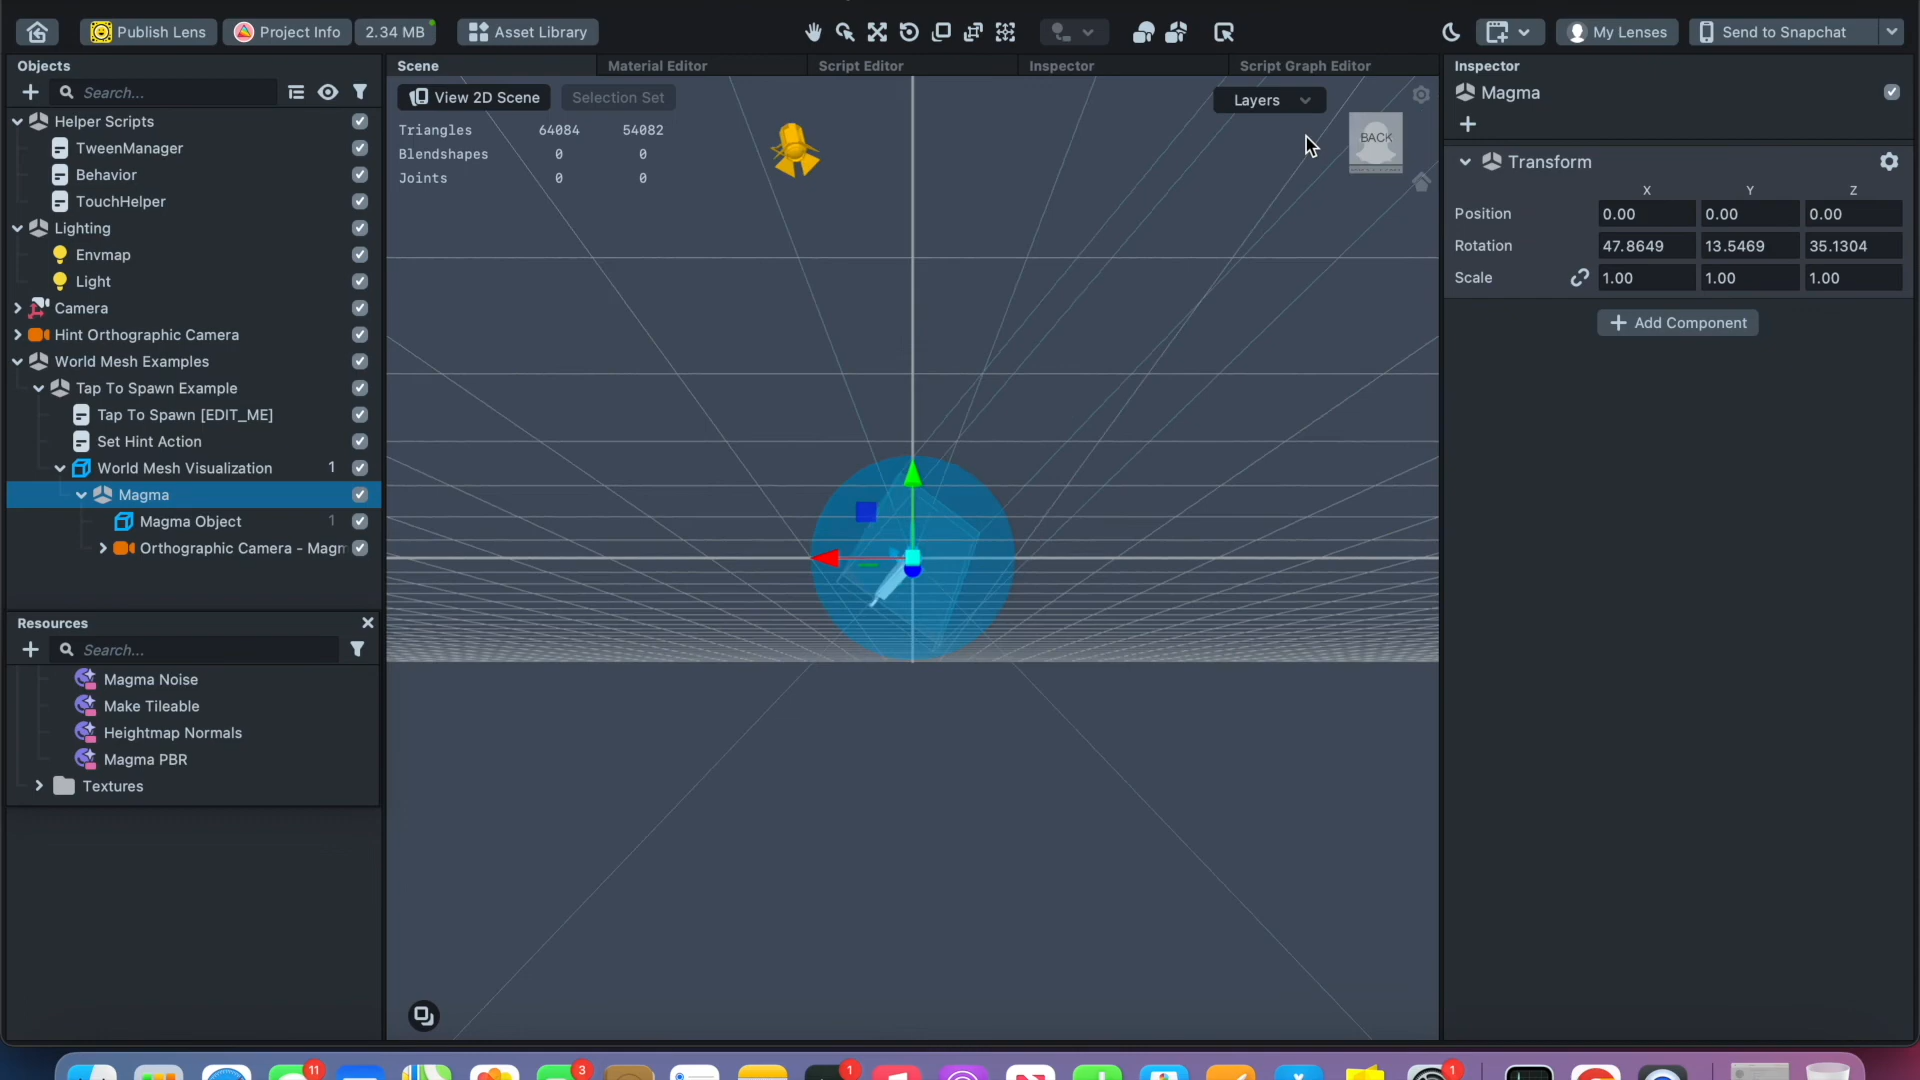 Publish Lens
Project Info
2.34 MB
Asset Library
My Lenses
Send to Snapchat
Objects
Search...
Helper Scripts
TweenManager
Behavior
TouchHelper
Lighting
Envmap
Light
Camera
Hint Orthographic Camera
World Mesh Examples
Tap To Spawn Example
Tap To Spawn [EDIT_ME]
Set Hint Action
World Mesh Visualization 1
Magma
Magma Object 1
Orthographic Camera - Magm
Resources
Search...
Magma Noise
Make Tileable
Heightmap Normals
Magma PBR
Textures
Scene
Material Editor
Script Editor
Inspector
Script Graph Editor
View 2D Scene
Selection Set
Layers
Triangles 64084 54082
Blendshapes 0 0
Joints 0 0
BACK
Inspector
Magma
Transform
X Y Z
Position 0.00 0.00 0.00
Rotation 47.8649 13.5469 35.1304
Scale 1.00 1.00 1.00
Add Component
11
3
1
1